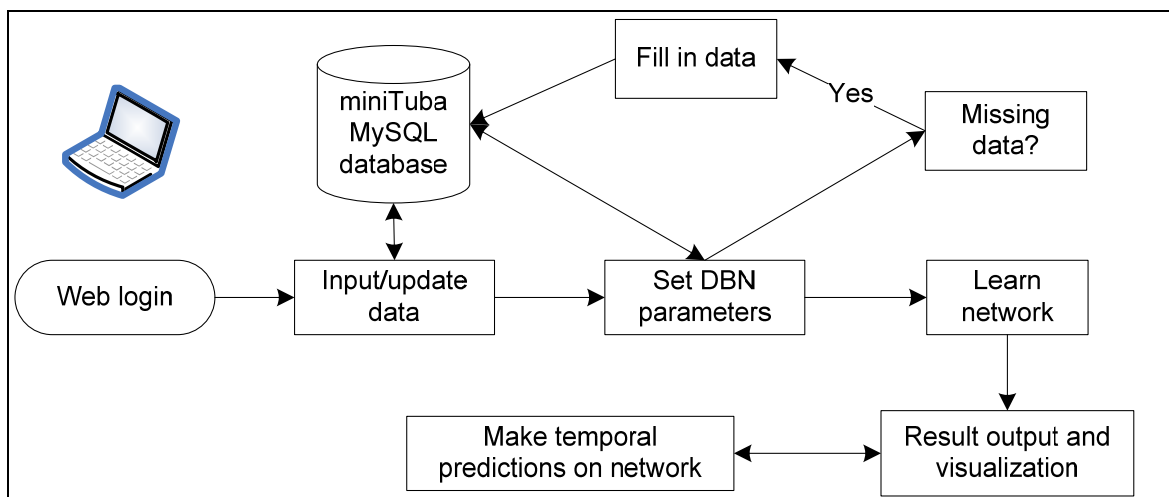 miniTuba
MySQL
database
Fill in data
Yes
Missing
data?
Web login
Input/update
data
Set DBN
parameters
Learn
network
Make temporal
predictions on network
Result output and
visualization